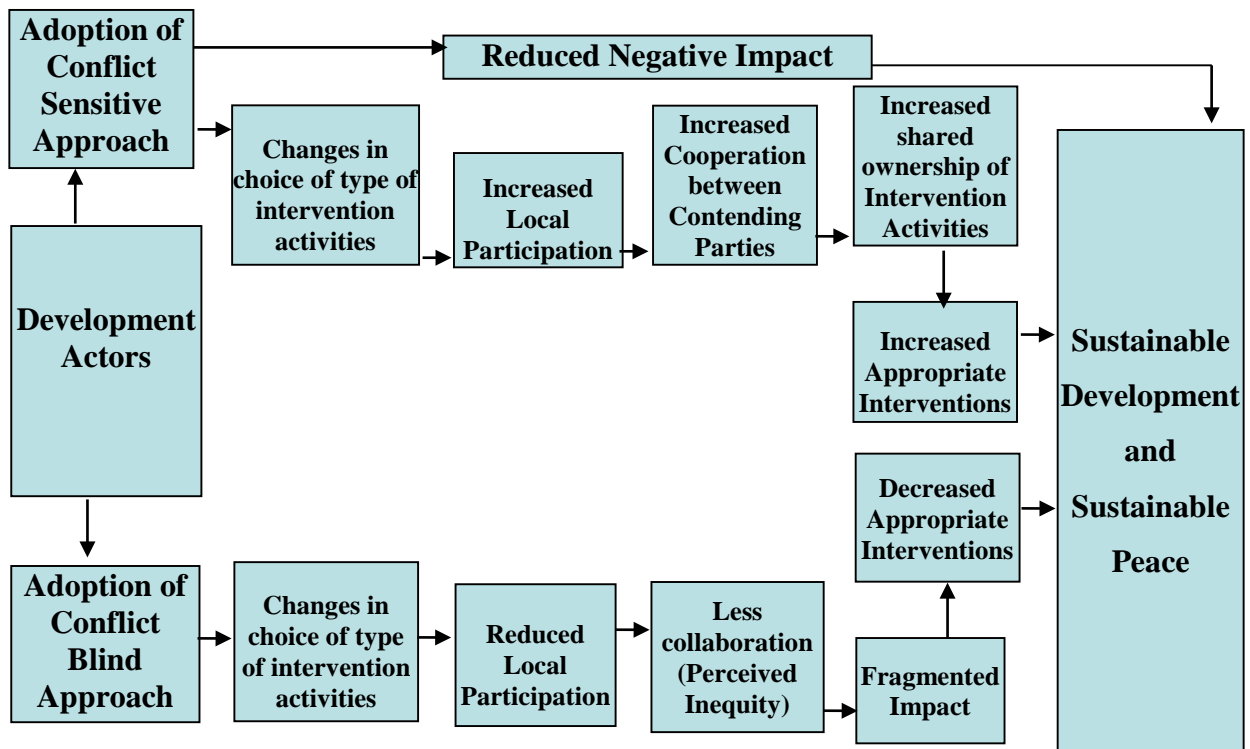 Adoption of
Conflict
Sensitive
Approach
Reduced Negative Impact
Changes in
choice of type of
intervention
activities
Increased
Local
Participation
Increased
Cooperation
between
Contending
Parties
Increased
shared
ownership of
Intervention
Activities
Development
Actors
Increased
Appropriate
Interventions
Sustainable
Development
and
Sustainable
Peace
Decreased
Appropriate
Interventions
Adoption of
Conflict
Blind
Approach
Changes in
choice of type
of intervention
activities
Reduced
Local
Participation
Less
collaboration
(Perceived
Inequity)
Fragmented
Impact